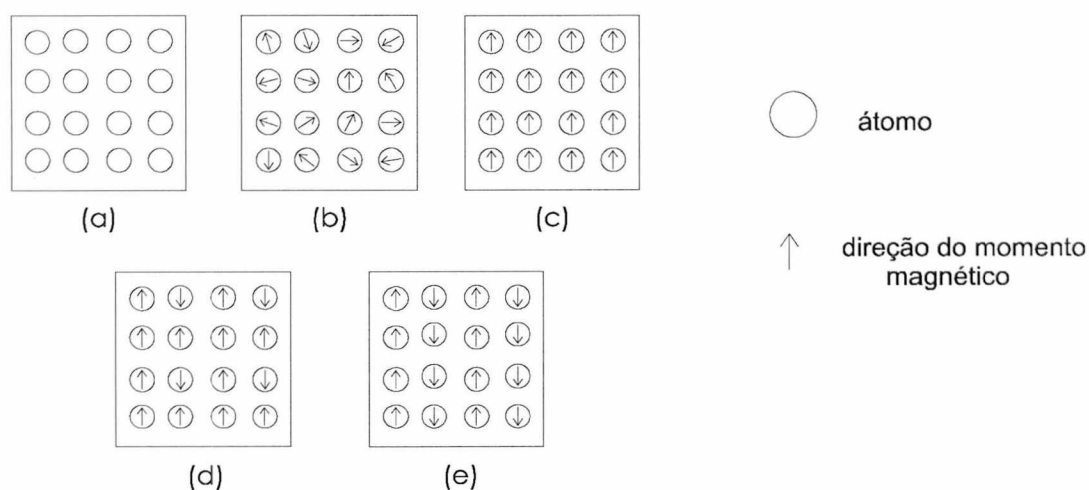 (a)
(b)
(c)
átomo
direção do momento
magnético
(d)
(e)